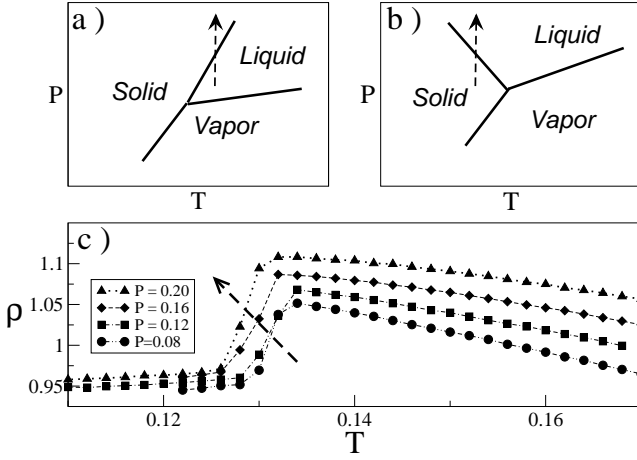 a )
Liquid
Solid
P
Vapor
T
b )
Liquid
P
Solid
Vapor
T
c )
1.1
P = 0.20
P = 0.16
P = 0.12
P=0.08
1.05
ρ
1
0.95
0.12
0.14
0.16
T